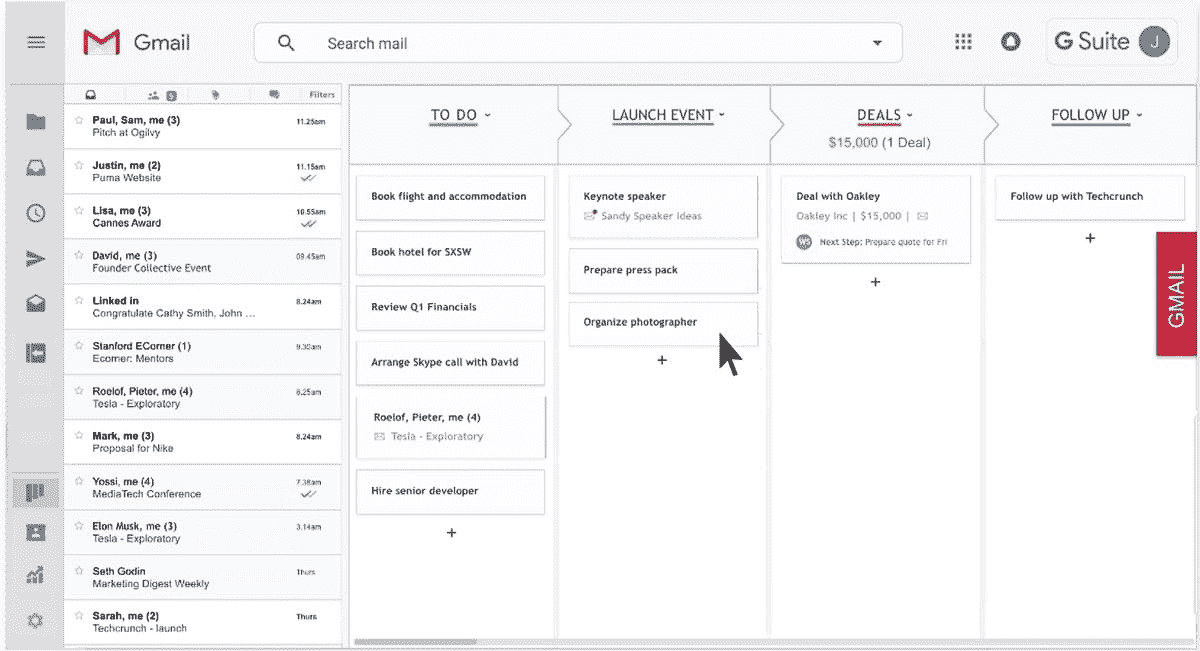 Gmail
Search mail
G Suite
J
Filters
Paul, Sam, me (3)
11.25am
Pitch at Ogilvy
Justin, me (2)
11.15am
Puma Website
Lisa, me (3)
10.55am
Cannes Award
David, me (3)
09.45am
Founder Collective Event
Linked in
8.24am
Congratulate Cathy Smith, John ...
Stanford ECorner (1)
9.30am
Ecorner: Mentors
Roelof, Pieter, me (4)
8.25am
Tesla - Exploratory
Mark, me (3)
8.24am
Proposal for Nike
Yossi, me (4)
7.38am
MediaTech Conference
Elon Musk, me (3)
3.14am
Tesla - Exploratory
Seth Godin
Thurs
Marketing Digest Weekly
Sarah, me (2)
Thurs
Techcrunch - launch
TO DO
Book flight and accommodation
Book hotel for SXSW
Review Q1 Financials
Arrange Skype call with David
Roelof, Pieter, me (4)
Tesla - Exploratory
Hire senior developer
+
LAUNCH EVENT
Keynote speaker
Sandy Speaker Ideas
Prepare press pack
Organize photographer
+
DEALS
$15,000 (1 Deal)
Deal with Oakley
Oakley Inc | $15,000 |
WS
Next Step: Prepare quote for Fri
+
FOLLOW UP
Follow up with Techcrunch
+
GMAIL